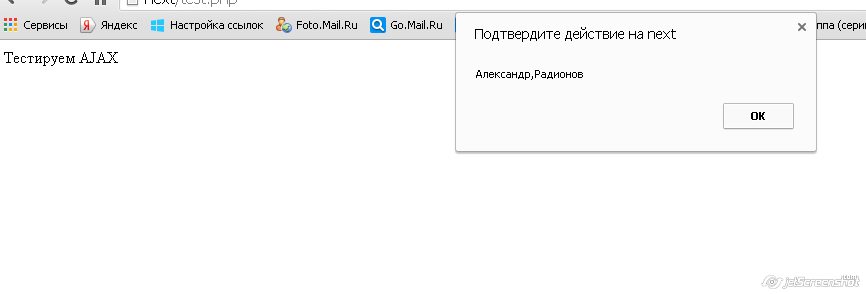 next/test.php
Сервисы
Яндекс
Настройка ссылок
Foto.Mail.Ru
Go.Mail.Ru
ппа (сери
Подтвердите действие на next
Александр,Радионов
OK
Тестируем AJAX
jetScreenshot
.com